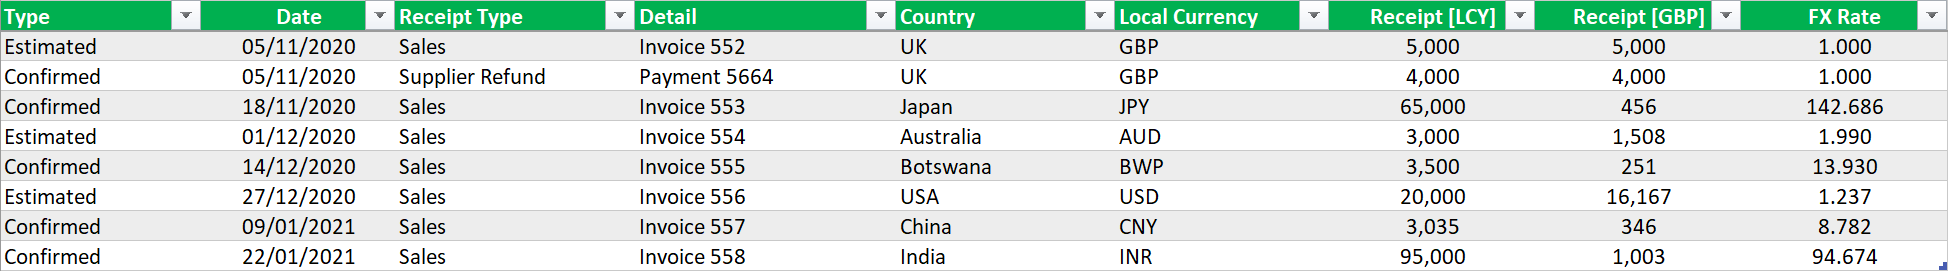 Type Date Receipt Type Detail Country Local Currency Receipt [LCY] Receipt [GBP] FX Rate
Estimated 05/11/2020 Sales Invoice 552 UK GBP 5,000 5,000 1.000
Confirmed 05/11/2020 Supplier Refund Payment 5664 UK GBP 4,000 4,000 1.000
Confirmed 18/11/2020 Sales Invoice 553 Japan JPY 65,000 456 142.686
Estimated 01/12/2020 Sales Invoice 554 Australia AUD 3,000 1,508 1.990
Confirmed 14/12/2020 Sales Invoice 555 Botswana BWP 3,500 251 13.930
Estimated 27/12/2020 Sales Invoice 556 USA USD 20,000 16,167 1.237
Confirmed 09/01/2021 Sales Invoice 557 China CNY 3,035 346 8.782
Confirmed 22/01/2021 Sales Invoice 558 India INR 95,000 1,003 94.674